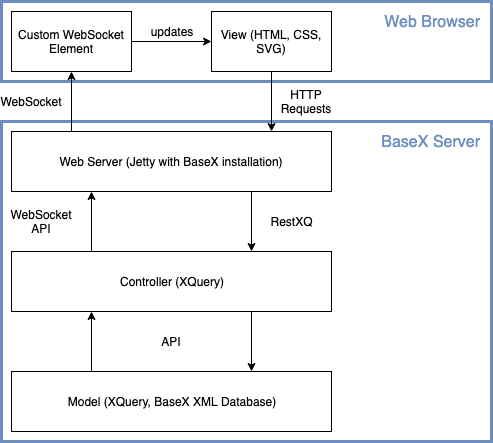 Web Browser
Custom WebSocket
Element
updates
View (HTML, CSS,
SVG)
WebSocket
HTTP
Requests
BaseX Server
Web Server (Jetty with BaseX installation)
WebSocket
API
RestXQ
Controller (XQuery)
API
Model (XQuery, BaseX XML Database)